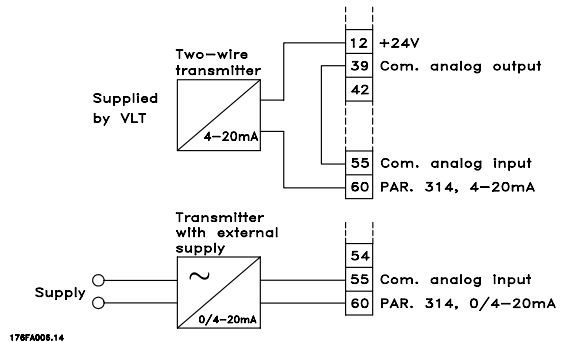 12 +24V
Two-wire
transmitter
39 Com. analog output
42
Supplied
by VLT
4-20mA
55 Com. analog input
60 PAR. 314, 4-20mA
Transmitter
with external
supply
54
~
55 Com. analog input
Supply
60 PAR. 314, 0/4-20mA
0/4-20mA
176FA006.14